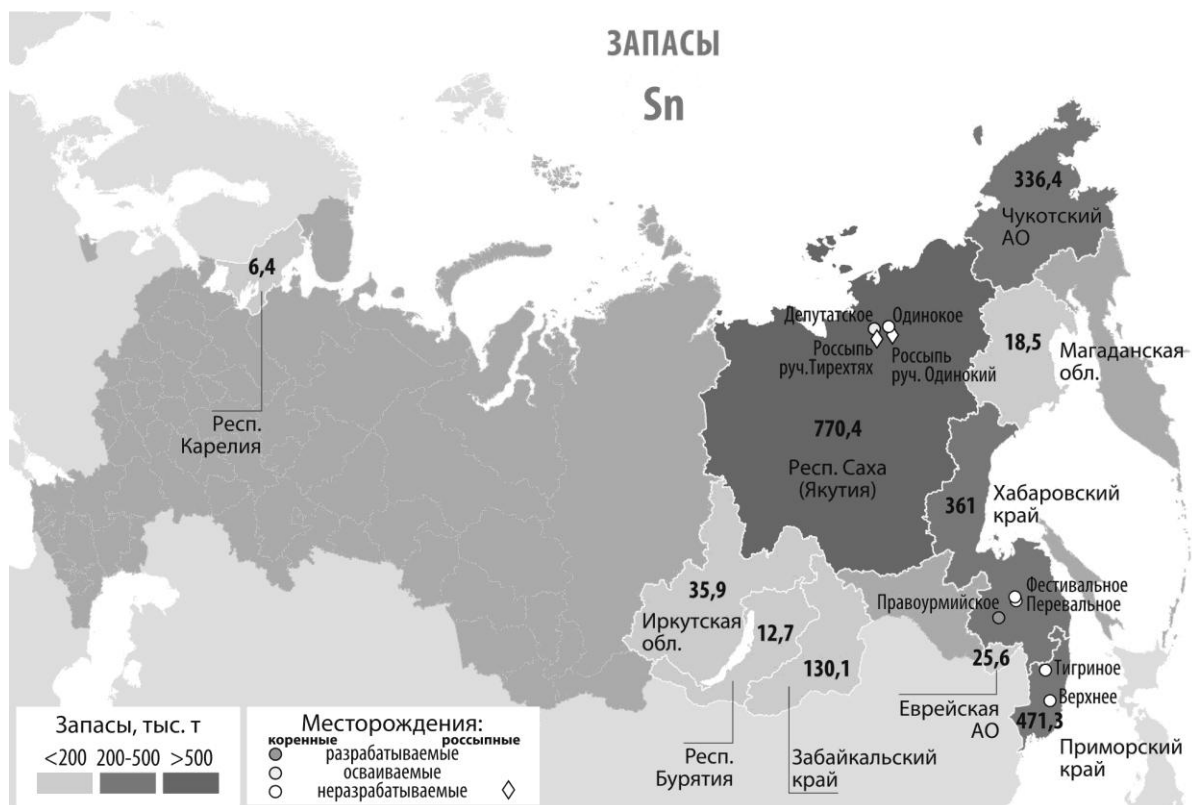 ЗАПАСЫ
Sn
336,4
Чукотский
АО
6,4
Депутатское
Одинокое
Россыпь
руч.Тирехтях
Россыпь
руч. Одинокий
18,5
Магаданская
обл.
Респ.
Карелия
770,4
Респ. Саха
(Якутия)
361
Хабаровский
край
35,9
Иркутская
обл.
12,7
130,1
Правоурмийское
Фестивальное
Перевальное
25,6
Еврейская
АО
Тигриное
Верхнее
471,3
Приморский
край
Респ.
Бурятия
Забайкальский
край
Запасы, тыс. т
<200 200-500 >500
Месторождения:
коренные россыпные
разрабатываемые
осваиваемые
неразрабатываемые